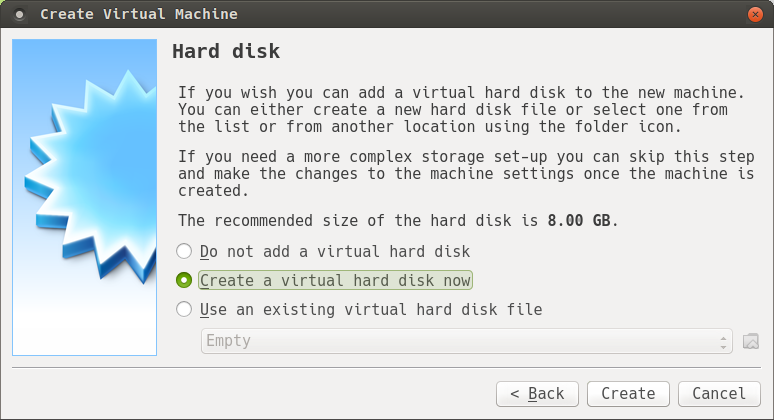 Create Virtual Machine
Hard disk
If you wish you can add a virtual hard disk to the new machine.
You can either create a new hard disk file or select one from
the list or from another location using the folder icon.
If you need a more complex storage set-up you can skip this step
and make the changes to the machine settings once the machine is
created.
The recommended size of the hard disk is 8.00 GB.
Do not add a virtual hard disk
Create a virtual hard disk now
Use an existing virtual hard disk file
Empty
< Back
Create
Cancel